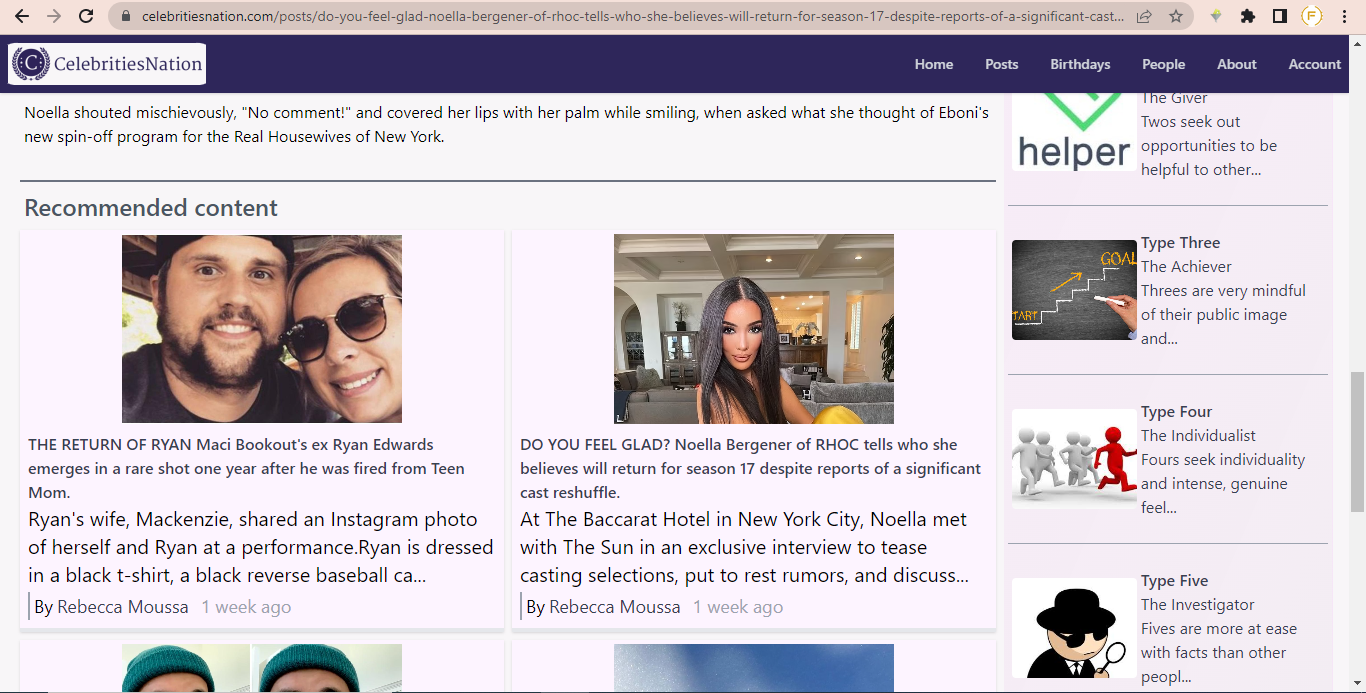 celebritiesnation.com/posts/do-you-feel-glad-noella-bergener-of-rhoc-tells-who-she-believes-will-return-for-season-17-despite-reports-of-a-significant-cast...
F
C CelebritiesNation
Home Posts Birthdays People About Account
Noella shouted mischievously, "No comment!" and covered her lips with her palm while smiling, when asked what she thought of Eboni's
new spin-off program for the Real Housewives of New York.
Recommended content
THE RETURN OF RYAN Maci Bookout's ex Ryan Edwards
emerges in a rare shot one year after he was fired from Teen
Mom.
Ryan's wife, Mackenzie, shared an Instagram photo
of herself and Ryan at a performance.Ryan is dressed
in a black t-shirt, a black reverse baseball ca...
By Rebecca Moussa 1 week ago
DO YOU FEEL GLAD? Noella Bergener of RHOC tells who she
believes will return for season 17 despite reports of a significant
cast reshuffle.
At The Baccarat Hotel in New York City, Noella met
with The Sun in an exclusive interview to tease
casting selections, put to rest rumors, and discuss...
By Rebecca Moussa 1 week ago
helper
The Giver
Twos seek out
opportunities to be
helpful to other...
GOAL
START
Type Three
The Achiever
Threes are very mindful
of their public image
and...
Type Four
The Individualist
Fours seek individuality
and intense, genuine
feel...
Type Five
The Investigator
Fives are more at ease
with facts than other
peopl...